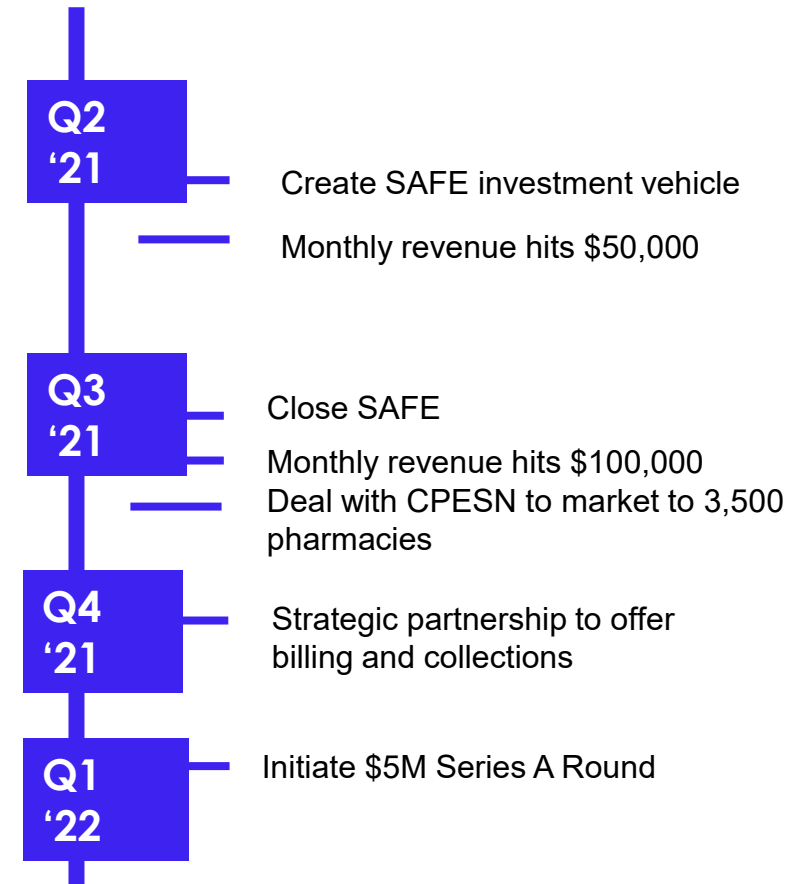 Q2
‘21
Create SAFE investment vehicle
Monthly revenue hits $50,000
Q3
‘21
Close SAFE
Monthly revenue hits $100,000
Deal with CPESN to market to 3,500
pharmacies
Q4
‘21
Strategic partnership to offer
billing and collections
Q1
‘22
Initiate $5M Series A Round